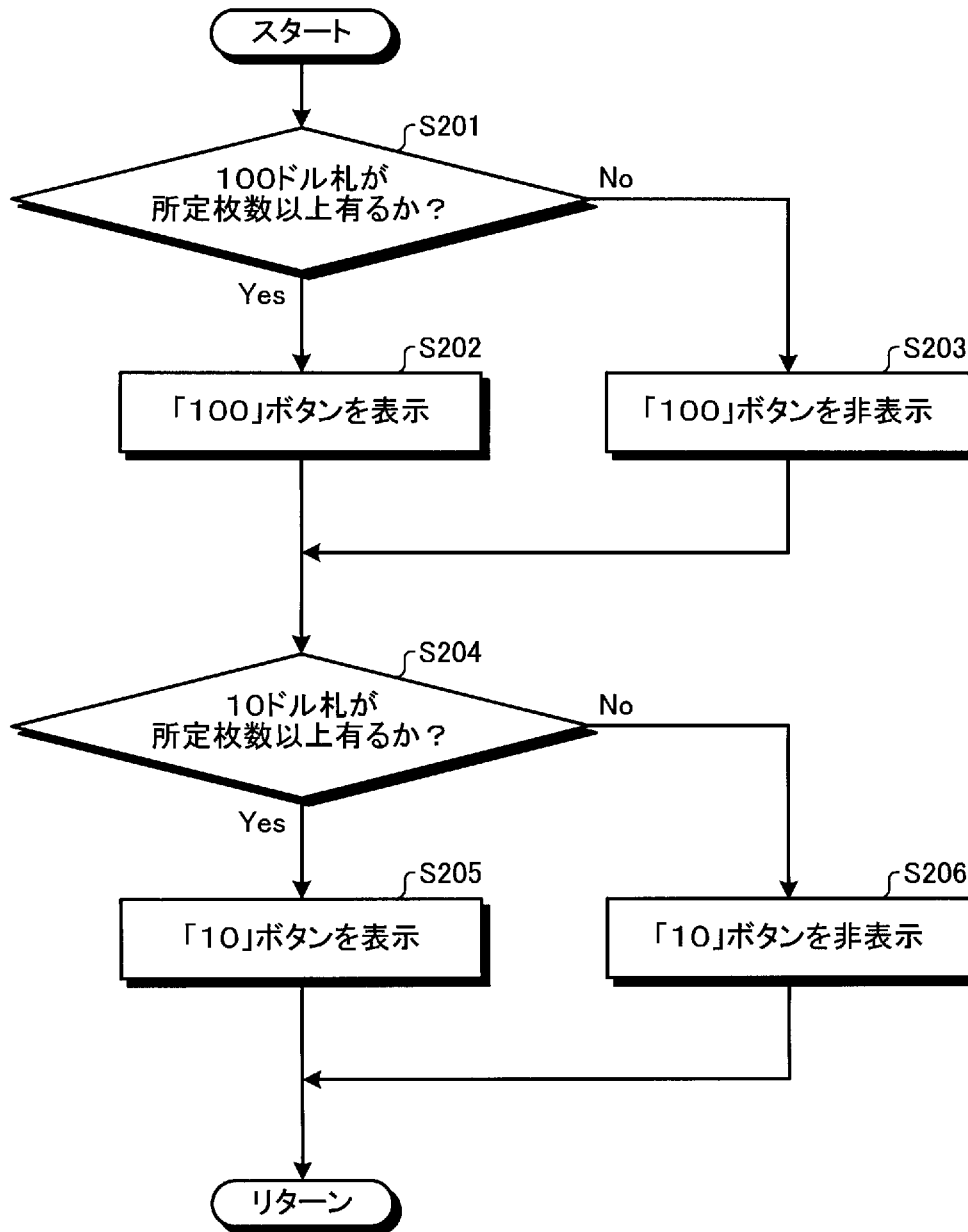 スタート
S201
100ドル札が
所定枚数以上有るか？
No
Yes
S202
「100」ボタンを表示
S203
「100」ボタンを非表示
S204
10ドル札が
所定枚数以上有るか？
No
Yes
S205
「10」ボタンを表示
S206
「10」ボタンを非表示
リターン